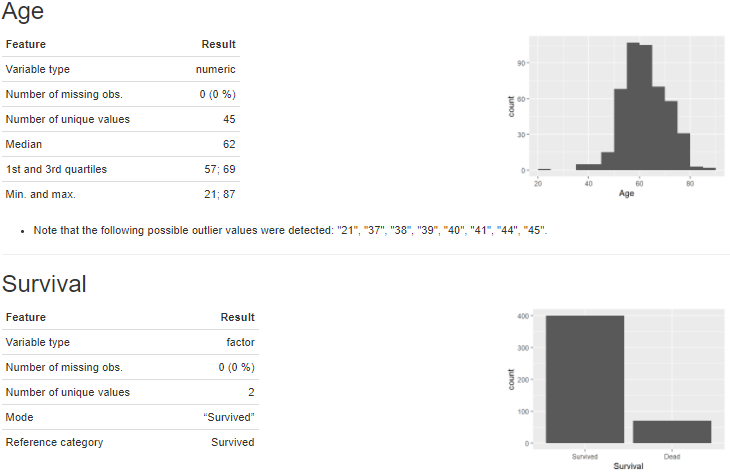 Age
Feature Result
Variable type numeric
Number of missing obs. 0 (0 %)
Number of unique values 45
Median 62
1st and 3rd quartiles 57; 69
Min. and max. 21; 87
90
60
30
0
count
20 40 60 80
Age
• Note that the following possible outlier values were detected: "21", "37", "38", "39", "40", "41", "44", "45".
Survival
Feature Result
Variable type factor
Number of missing obs. 0 (0 %)
Number of unique values 2
Mode “Survived”
Reference category Survived
400
300
200
100
0
count
Survived Dead
Survival